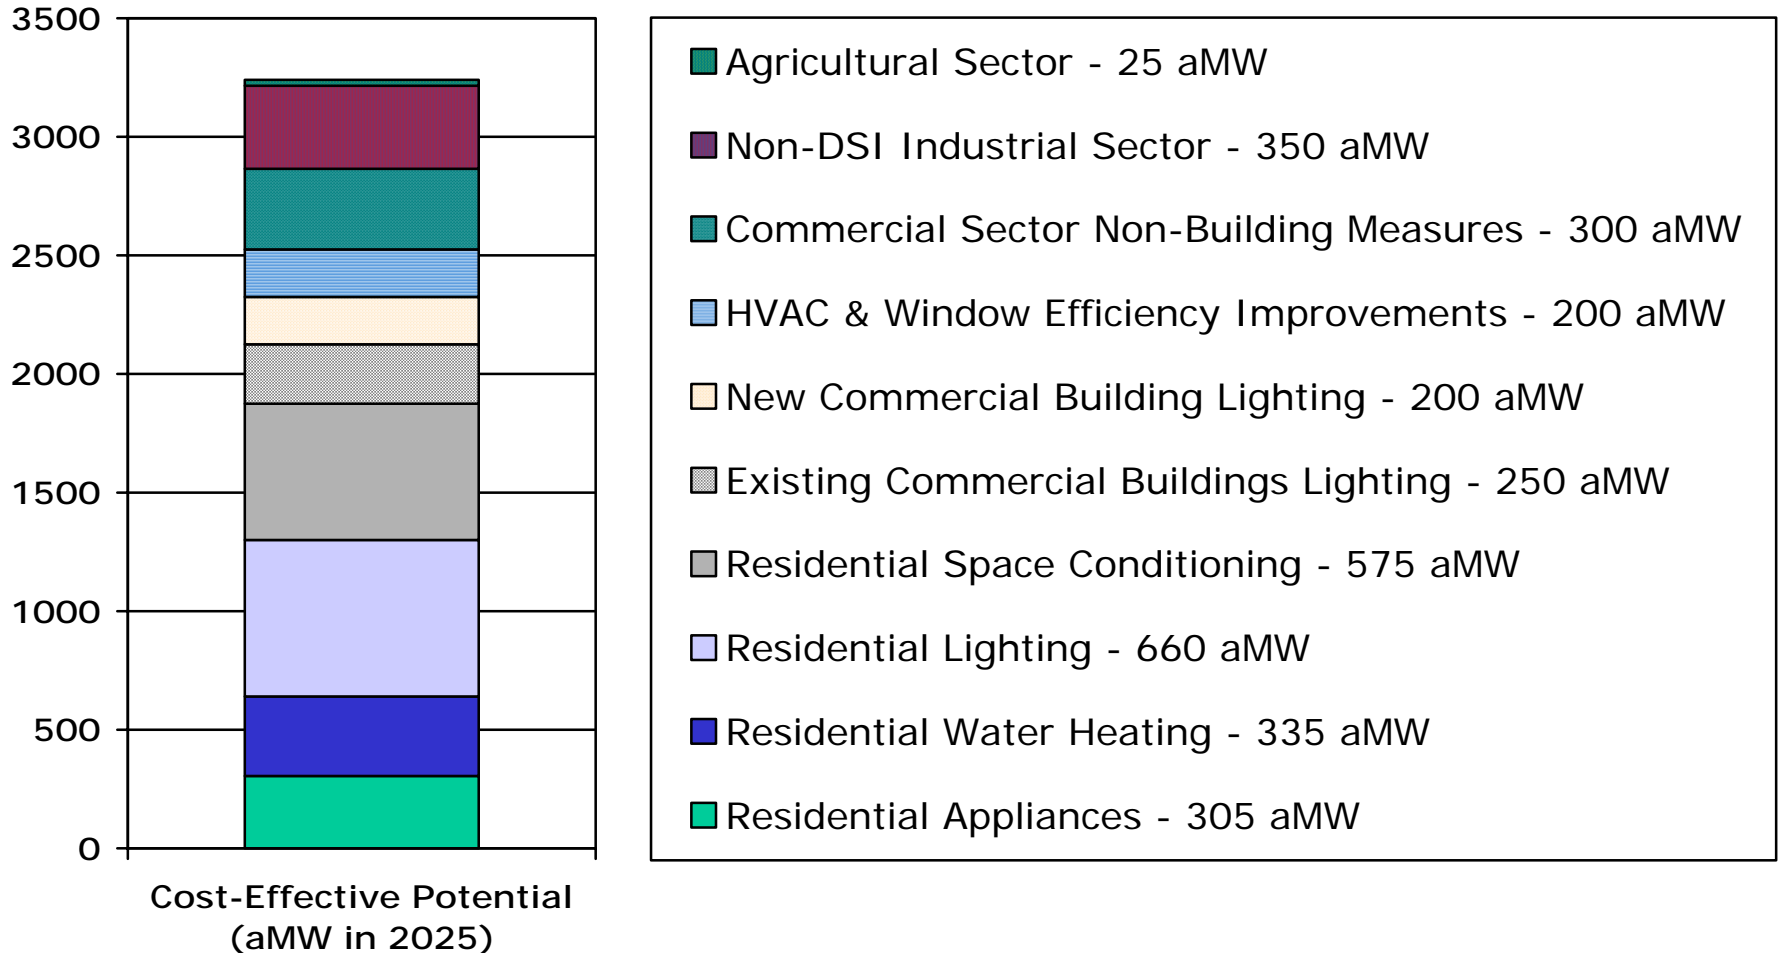 3500
3000
2500
2000
1500
1000
500
0
Cost-Effective Potential
(aMW in 2025)
Agricultural Sector - 25 aMW
Non-DSI Industrial Sector - 350 aMW
Commercial Sector Non-Building Measures - 300 aMW
HVAC & Window Efficiency Improvements - 200 aMW
New Commercial Building Lighting - 200 aMW
Existing Commercial Buildings Lighting - 250 aMW
Residential Space Conditioning - 575 aMW
Residential Lighting - 660 aMW
Residential Water Heating - 335 aMW
Residential Appliances - 305 aMW